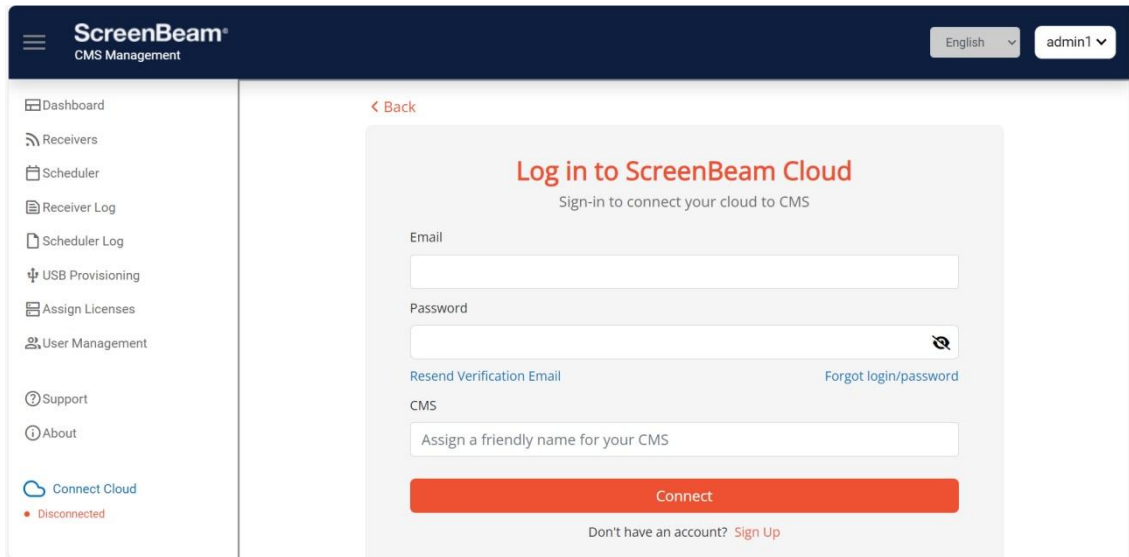 ScreenBeam®
CMS Management
English
admin1
Dashboard
Receivers
Scheduler
Receiver Log
Scheduler Log
USB Provisioning
Assign Licenses
User Management
Support
About
Connect Cloud
Disconnected
Back
Log in to ScreenBeam Cloud
Sign-in to connect your cloud to CMS
Email
Password
Resend Verification Email
Forgot login/password
CMS
Assign a friendly name for your CMS
Connect
Don't have an account? Sign Up